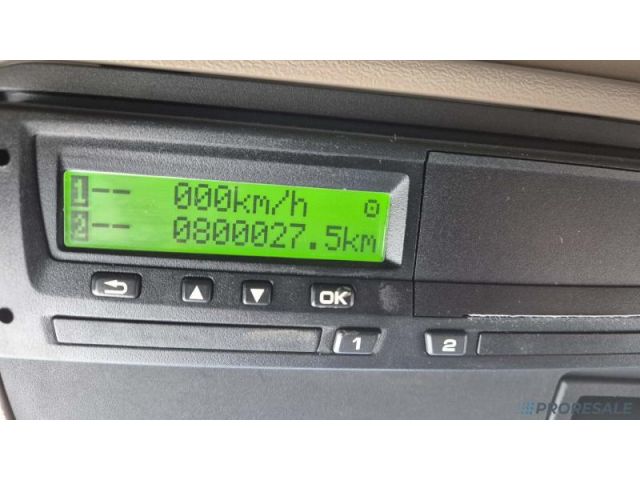 1-- 000km/h
2-- 0800027.5km
OK
1
2
PRORESALE